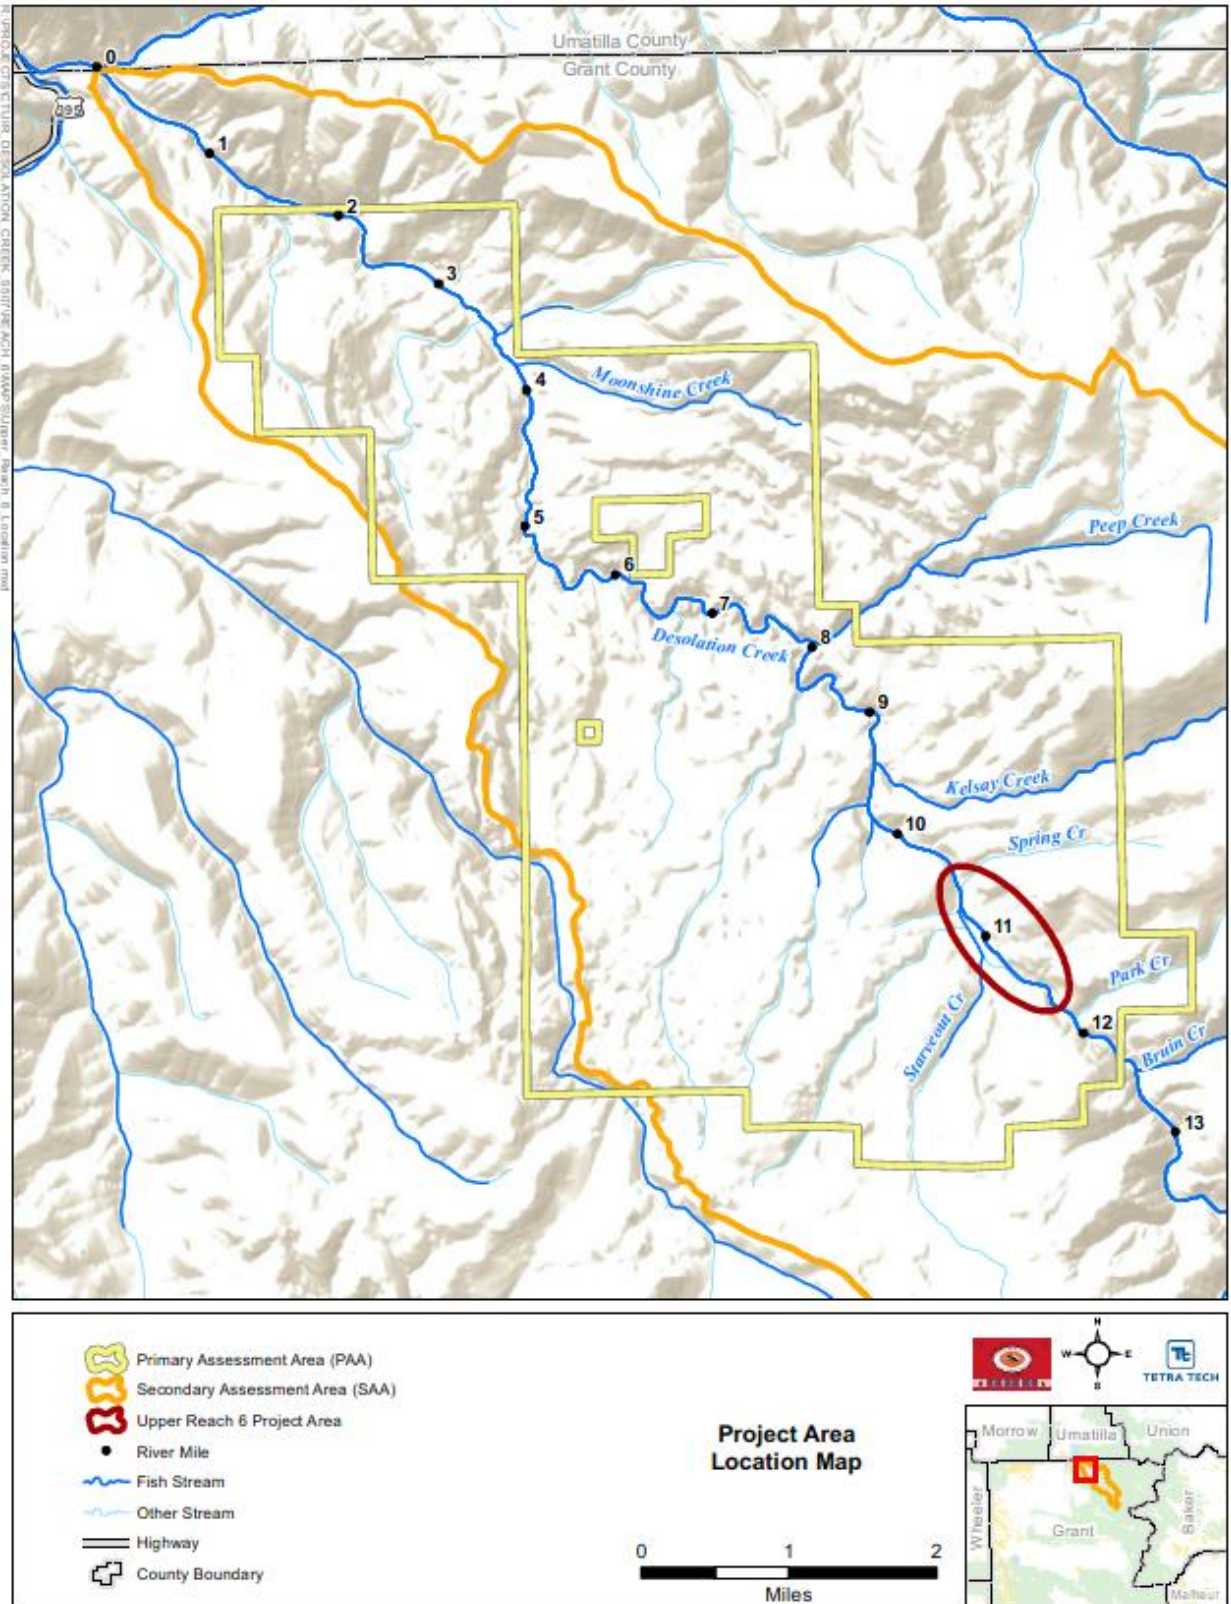 Umatilla County
Grant County
0
395
1
2
3
Moonshine Creek
4
5
Peep Creek
6
7
Desolation Creek
8
9
Kelsay Creek
10
Spring Cr
11
Park Cr
Starveout Cr
12
Bruin Cr
13
Primary Assessment Area (PAA)
Secondary Assessment Area (SAA)
Upper Reach 6 Project Area
River Mile
Fish Stream
Other Stream
Highway
County Boundary
Project Area
Location Map
0 1 2
Miles
N
W E
S
TETRA TECH
Morrow Umatilla Union
Wheeler
Grant
Baker
Malheur